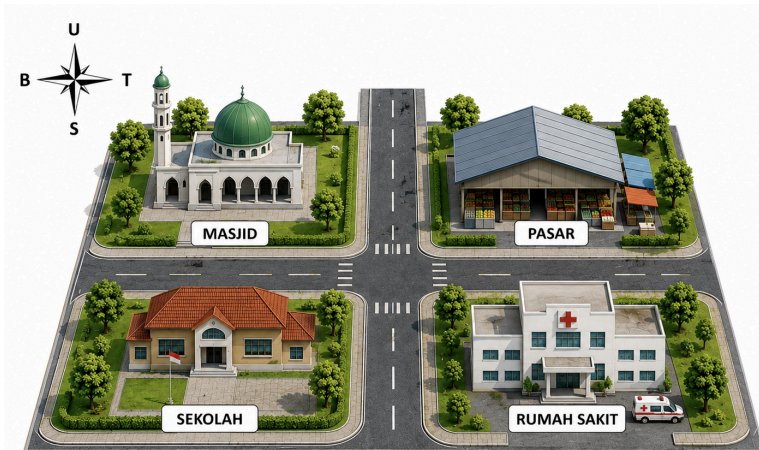 U
B
T
S
MASJID
PASAR
SEKOLAH
RUMAH SAKIT